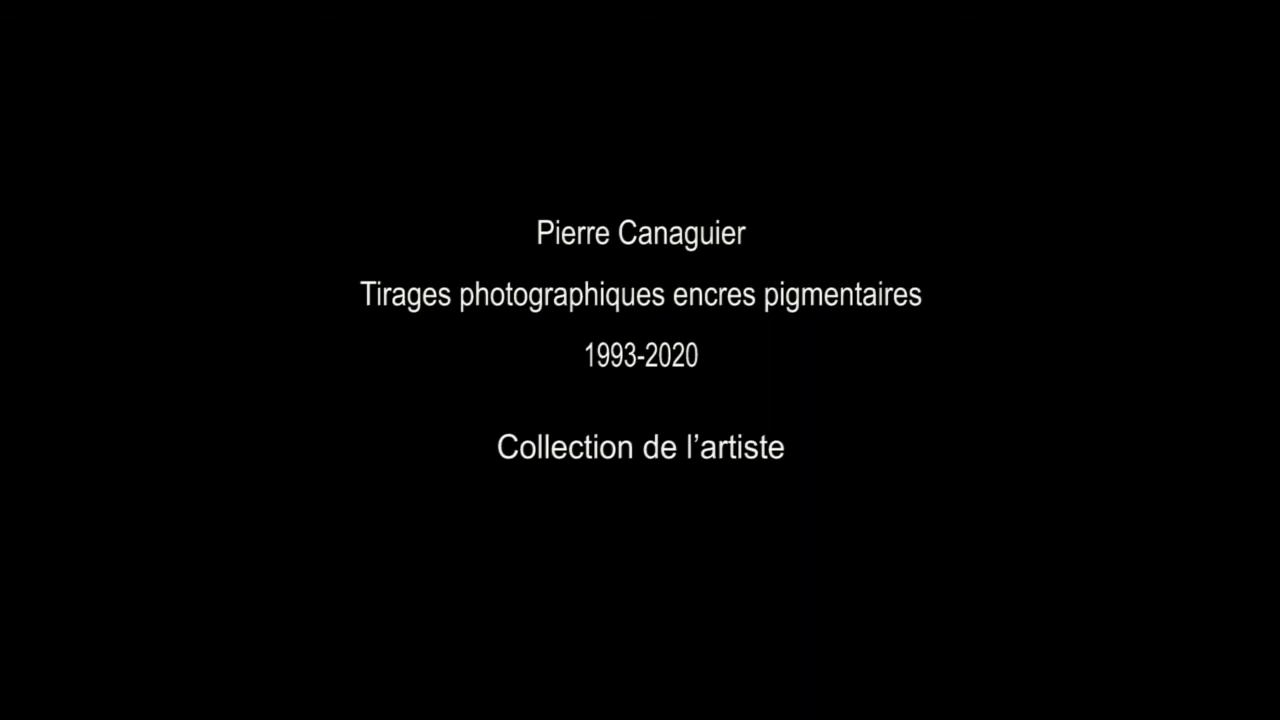 Pierre Canaguier
Tirages photographiques encres pigmentaires
1993-2020
Collection de l’artiste